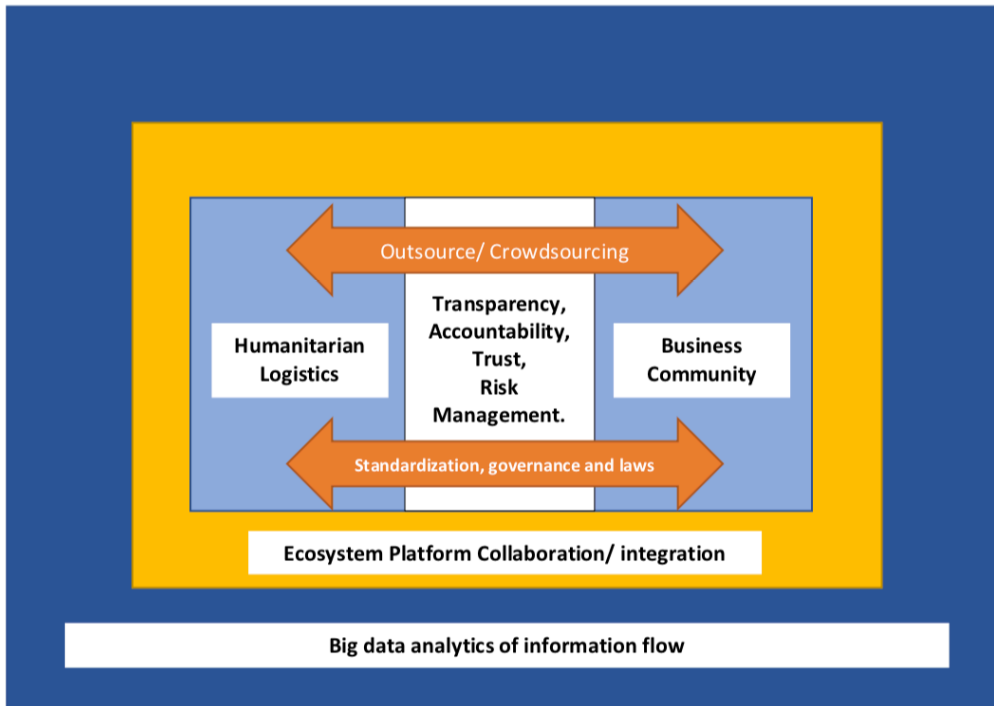 Outsource/ Crowdsourcing
Transparency,
Accountability,
Trust,
Risk
Management.
Humanitarian
Logistics
Business
Community
Standardization, governance and laws
Ecosystem Platform Collaboration/ integration
Big data analytics of information flow